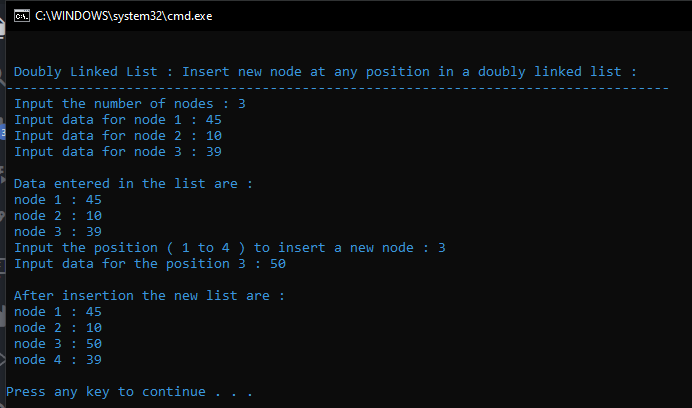 C:\WINDOWS\system32\cmd.exe
Doubly Linked List : Insert new node at any position in a doubly linked list :
-----------------------------------------------------------------------------------
Input the number of nodes : 3
Input data for node 1 : 45
Input data for node 2 : 10
Input data for node 3 : 39
Data entered in the list are :
node 1 : 45
node 2 : 10
node 3 : 39
Input the position ( 1 to 4 ) to insert a new node : 3
Input data for the position 3 : 50
After insertion the new list are :
node 1 : 45
node 2 : 10
node 3 : 50
node 4 : 39
Press any key to continue . . .